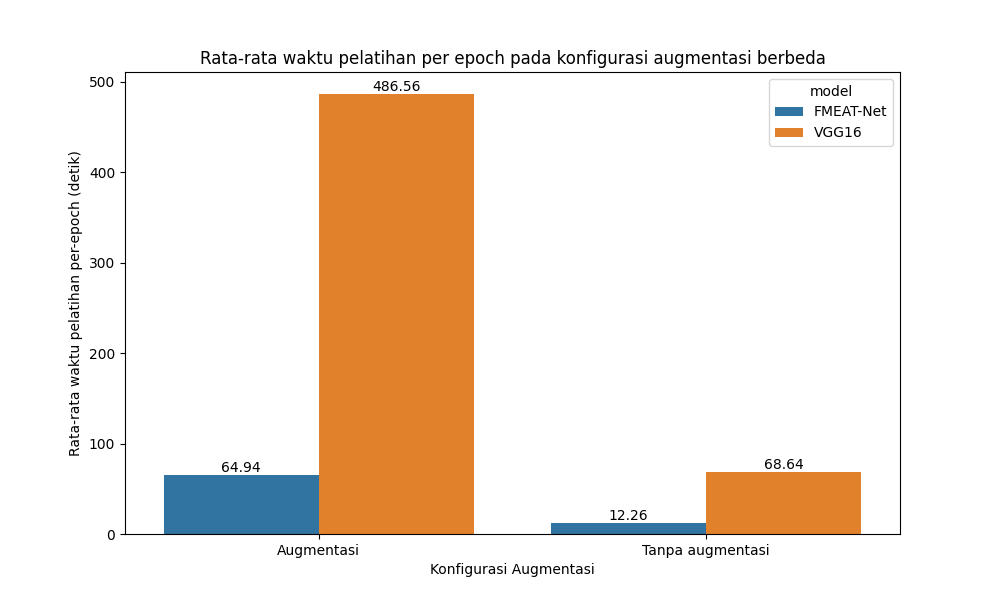 Rata-rata waktu pelatihan per epoch pada konfigurasi augmentasi berbeda
model
FMEAT-Net
VGG16
Rata-rata waktu pelatihan per-epoch (detik)
500
400
300
200
100
0
486.56
64.94
68.64
12.26
Augmentasi
Tanpa augmentasi
Konfigurasi Augmentasi